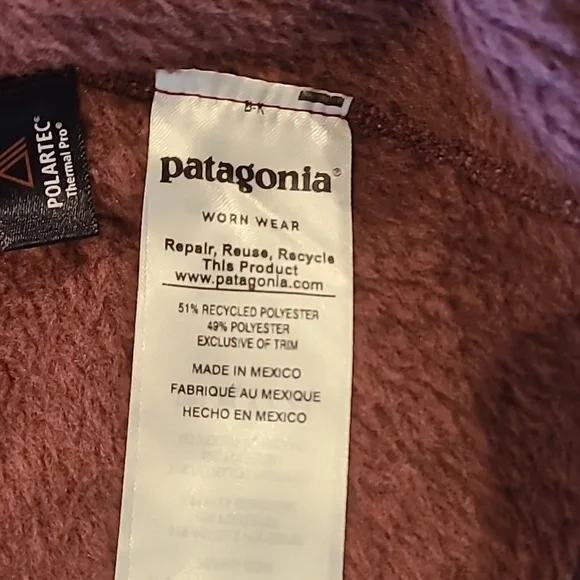 POLARTEC®
Thermal Pro®
B-K
patagonia®
WORN WEAR
Repair, Reuse, Recycle
This Product
www.patagonia.com
51% RECYCLED POLYESTER
49% POLYESTER
EXCLUSIVE OF TRIM
MADE IN MEXICO
FABRIQUÉ AU MEXIQUE
HECHO EN MEXICO